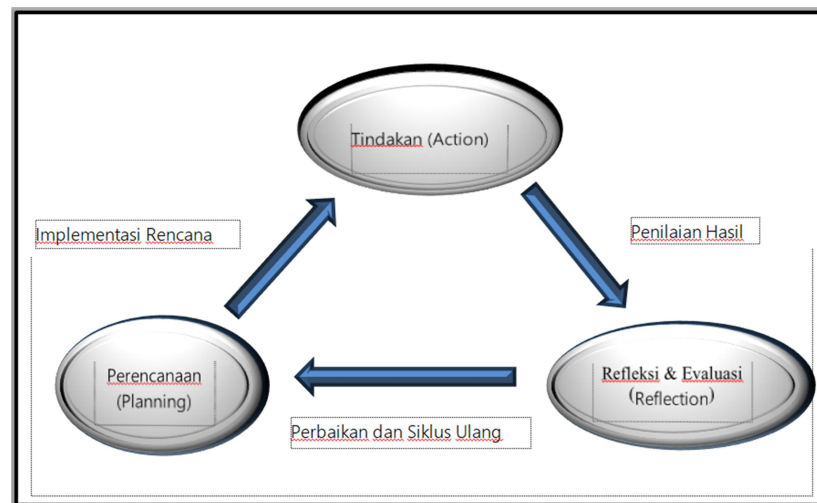 Tindakan (Action)
Implementasi Rencana
Penilaian Hasil
Perencanaan
(Planning)
Refleksi & Evaluasi
(Reflection)
Perbaikan dan Siklus Ulang